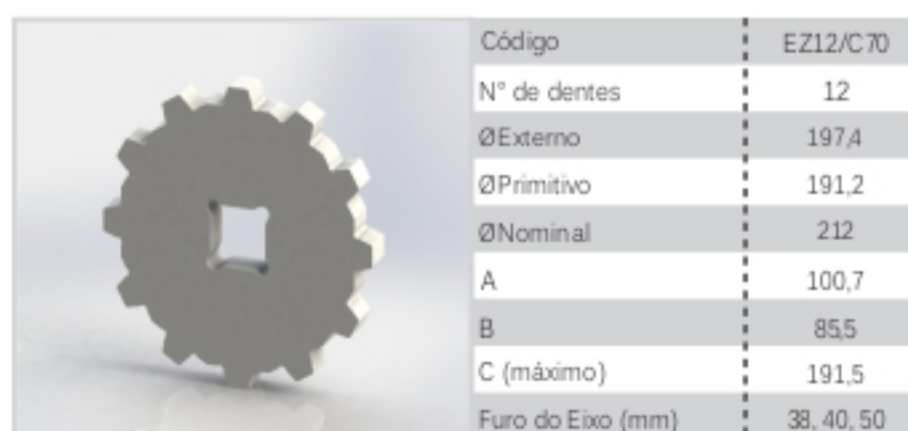 Código EZ12/C70
N° de dentes 12
ØExterno 197,4
ØPrimitivo 191,2
ØNominal 212
A 100,7
B 85,5
C (máximo) 191,5
Furo do Eixo (mm) 38, 40, 50